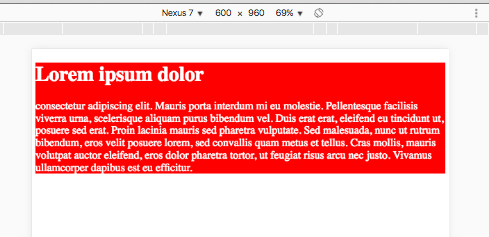 Nexus 7 ▼ 600 × 960 69% ▼
Lorem ipsum dolor
consectetur adipiscing elit. Mauris porta interdum mi eu molestie. Pellentesque facilisis
viverra urna, scelerisque aliquam purus bibendum vel. Duis erat erat, eleifend eu tincidunt ut,
posuere sed erat. Proin lacinia mauris sed pharetra vulputate. Sed malesuada, nunc ut rutrum
bibendum, eros velit posuere lorem, sed convallis quam metus et tellus. Cras mollis, mauris
volutpat auctor eleifend, eros dolor pharetra tortor, ut feugiat risus arcu nec justo. Vivamus
ullamcorper dapibus est eu efficitur.